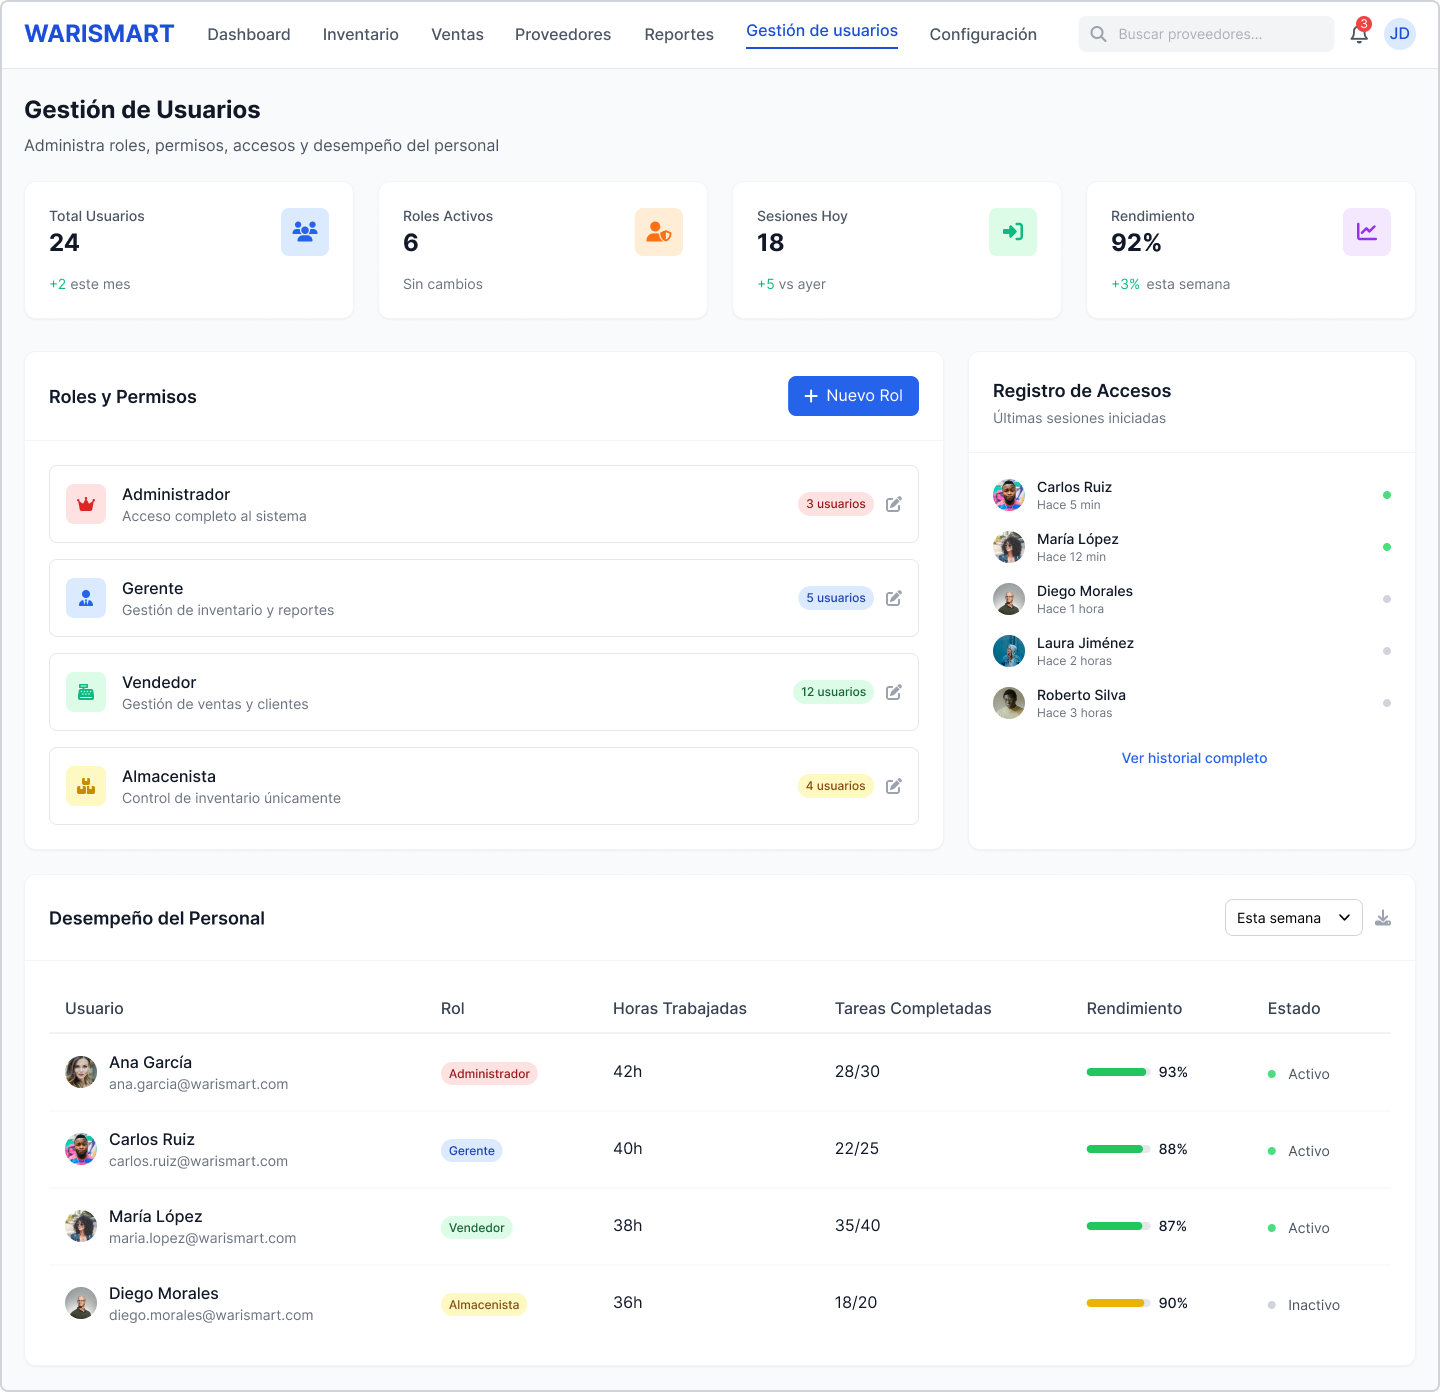 WARISMART
Dashboard
Inventario
Ventas
Proveedores
Reportes
Gestión de usuarios
Configuración
Buscar proveedores...
3
JD
Gestión de Usuarios
Administra roles, permisos, accesos y desempeño del personal
Total Usuarios
24
+2 este mes
Roles Activos
6
Sin cambios
Sesiones Hoy
18
+5 vs ayer
Rendimiento
92%
+3% esta semana
Roles y Permisos
Nuevo Rol
Administrador
Acceso completo al sistema
3 usuarios
Gerente
Gestión de inventario y reportes
5 usuarios
Vendedor
Gestión de ventas y clientes
12 usuarios
Almacenista
Control de inventario únicamente
4 usuarios
Registro de Accesos
Últimas sesiones iniciadas
Carlos Ruiz
Hace 5 min
María López
Hace 12 min
Diego Morales
Hace 1 hora
Laura Jiménez
Hace 2 horas
Roberto Silva
Hace 3 horas
Ver historial completo
Desempeño del Personal
Esta semana
Usuario Rol Horas Trabajadas Tareas Completadas Rendimiento Estado
Ana García
ana.garcia@warismart.com
Administrador 42h 28/30 93% Activo
Carlos Ruiz
carlos.ruiz@warismart.com
Gerente 40h 22/25 88% Activo
María López
maria.lopez@warismart.com
Vendedor 38h 35/40 87% Activo
Diego Morales
diego.morales@warismart.com
Almacenista 36h 18/20 90% Inactivo